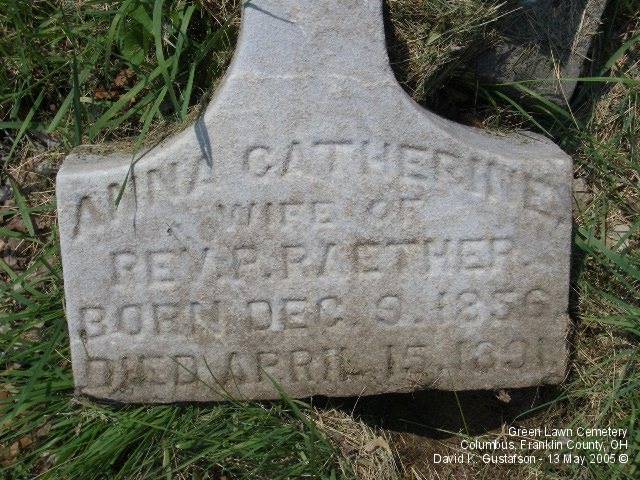 ANNA CATHERINE,
WIFE OF
REV. P. RAETHER.
BORN DEC. 9. 1856.
DIED APRIL 15. 1891.
Green Lawn Cemetery
Columbus, Franklin County, OH
David K. Gustafson - 13 May 2005 ©